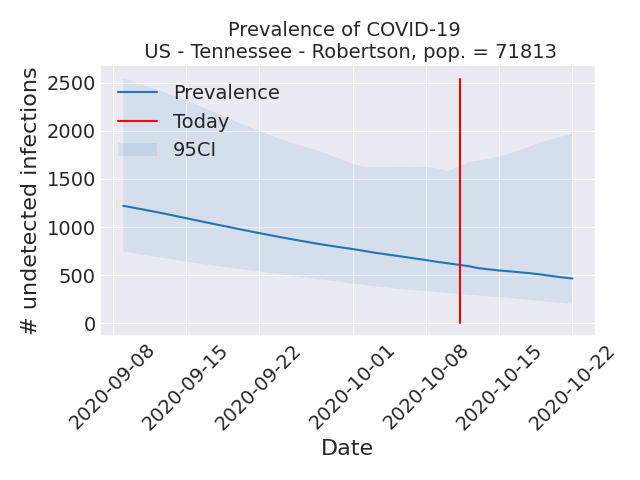 Prevalence of COVID-19
US - Tennessee - Robertson, pop. = 71813
# undetected infections
2500
2000
1500
1000
500
0
Prevalence
Today
95CI
2020-09-08
2020-09-15
2020-09-22
2020-10-01
2020-10-08
2020-10-15
2020-10-22
Date